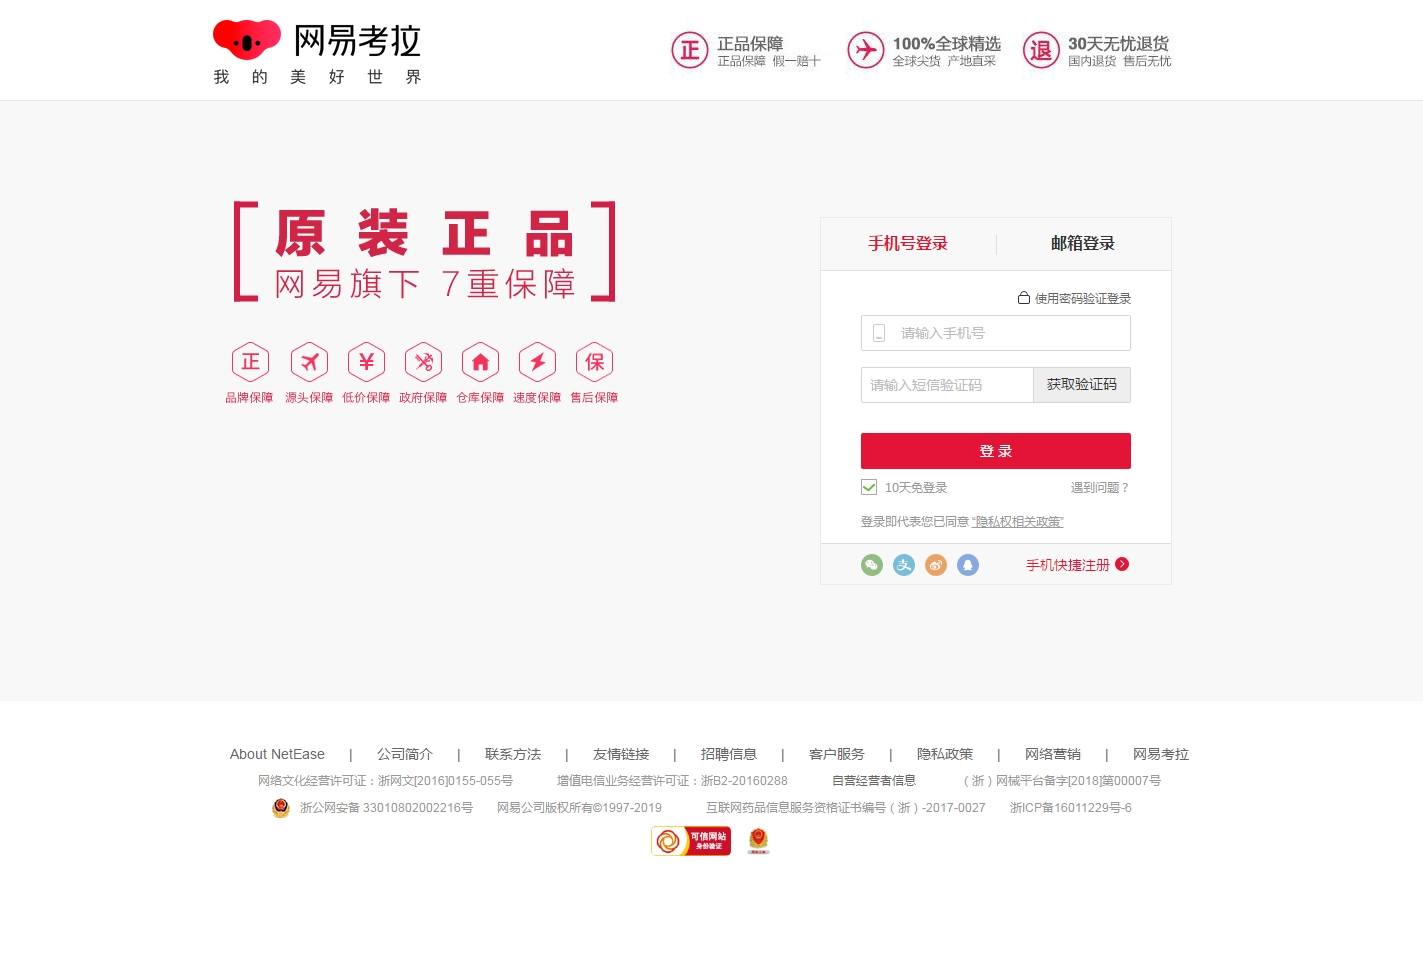 网易考拉
我的美好世界
正 正品保障
正品保障 假一赔十
100%全球精选
全球尖货 产地直采
退 30天无忧退货
国内退货 售后无忧
原装正品
网易旗下 7重保障
正 ¥ 保
品牌保障 源头保障 低价保障 政府保障 仓库保障 速度保障 售后保障
手机号登录 邮箱登录
使用密码验证登录
请输入手机号
请输入短信验证码 获取验证码
登 录
10天免登录 遇到问题？
登录即代表您已同意 “隐私权相关政策”
支 手机快捷注册
About NetEase | 公司简介 | 联系方法 | 友情链接 | 招聘信息 | 客户服务 | 隐私政策 | 网络营销 | 网易考拉
网络文化经营许可证：浙网文[2016]0155-055号 增值电信业务经营许可证：浙B2-20160288 自营经营者信息 （浙）网械平台备字[2018]第00007号
浙公网安备 33010802002216号 网易公司版权所有©1997-2019 互联网药品信息服务资格证书编号（浙）-2017-0027 浙ICP备16011229号-6
可信网站
身份验证